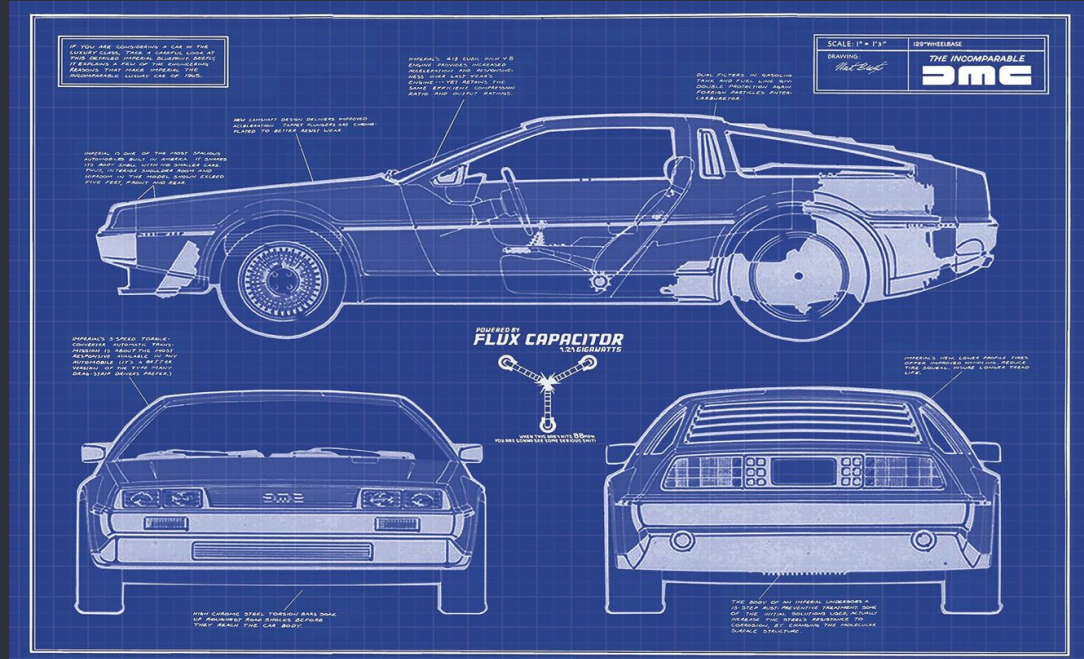 IF YOU ARE CONSIDERING A CAR IN THE
LUXURY CLASS, TAKE A CAREFUL LOOK AT
THIS DETAILED IMPERIAL BLUEPRINT. BRIEFLY,
IT EXPLAINS A FEW OF THE ENGINEERING
REASONS THAT MAKE IMPERIAL THE
INCOMPARABLE LUXURY CAR OF 1965.
IMPERIAL'S 413 CUBIC INCH V-8
ENGINE PROVIDES INCREASED
ACCELERATION AND RESPONSIVE-
NESS OVER LAST YEAR'S
ENGINE---YET RETAINS THE
SAME EFFICIENT COMPRESSION
RATIO AND OUTPUT RATINGS.
DUAL FILTERS IN GASOLINE
TANK AND FUEL LINE GIVE
DOUBLE PROTECTION AGAIN
FOREIGN PARTICLES ENTER.
CARBURETOR.
SCALE: 1" = 1'3"
129" WHEELBASE
DRAWING:
THE INCOMPARABLE
DMC
NEW CAMSHAFT DESIGN DELIVERS IMPROVED
ACCELERATION. TAPPET PLUNGERS ARE CHROME-
PLATED TO BETTER RESIST WEAR.
IMPERIAL IS ONE OF THE MOST SPACIOUS
AUTOMOBILES BUILT IN AMERICA. IT SHARES
ITS BODY SHELL WITH NO SMALLER CARS.
THUS, INTERIOR SHOULDER ROOM AND
HIPROOM IN THE MODEL SHOWN EXCEED
FIVE FEET, FRONT AND REAR.
POWERED BY
FLUX CAPACITOR
1.21 GIGAWATTS
WHEN THIS BABY HITS 88MPH
YOU ARE GONNA SEE SOME SERIOUS SHIT!
IMPERIAL'S 3-SPEED TORQUE-
CONVERTER AUTOMATIC TRANS-
MISSION IS ABOUT THE MOST
RESPONSIVE AVAILABLE IN ANY
AUTOMOBILE (IT'S A BETTER
VERSION OF THE TYPE MANY
DRAG-STRIP DRIVERS PREFER.)
IMPERIAL'S NEW, LOWER PROFILE TIRES
OFFER IMPROVED HANDLING, REDUCE
TIRE SQUEAL, INSURE LONGER TREAD
LIFE.
DMC
HIGH CHROME STEEL TORSION BARS SOAK
UP ROUGHEST ROAD SHOCKS BEFORE
THEY REACH THE CAR BODY.
THE BODY OF AN IMPERIAL UNDERGOES A
13-STEP RUST-PREVENTIVE TREATMENT. SOME
OF THE INITIAL SOLUTIONS USED, ACTUALLY
INCREASE THE STEEL'S RESISTANCE TO
CORROSION, BY CHANGING THE MOLECULAR
SURFACE STRUCTURE.